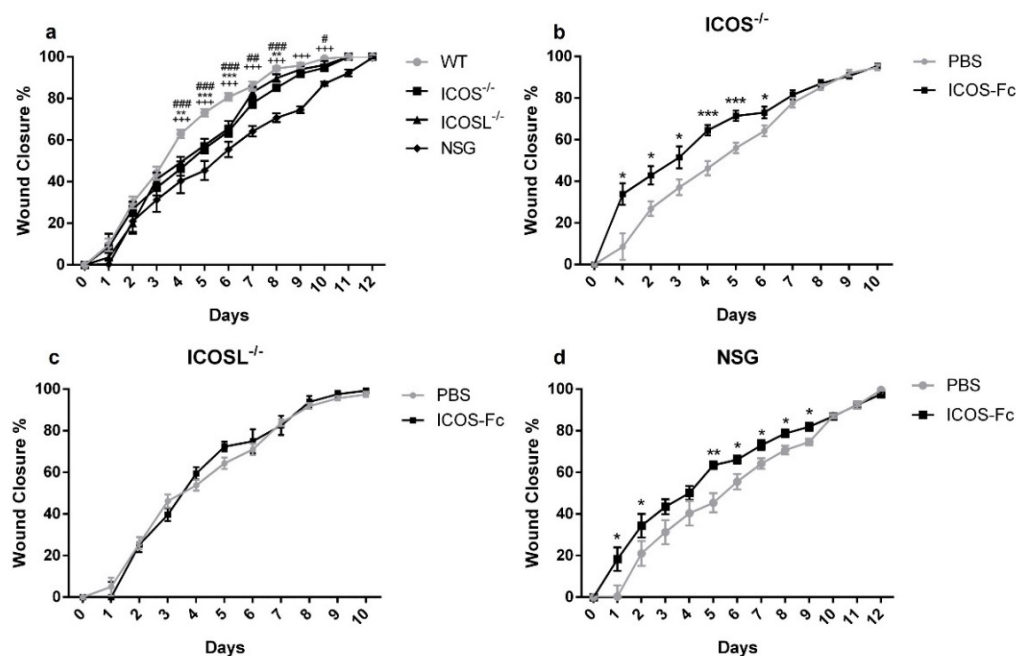 a
Wound Closure %
100
80
60
40
20
0
###
**
+++
###
***
+++
###
***
+++
##
+++
###
**
+++
+++
#
+++
0 1 2 3 4 5 6 7 8 9 10 11 12
Days
WT
ICOS-/-
ICOSL-/-
NSG
b
ICOS-/-
Wound Closure %
100
80
60
40
20
0
* * * *** *** *
0 1 2 3 4 5 6 7 8 9 10
Days
PBS
ICOS-Fc
c
ICOSL-/-
Wound Closure %
100
80
60
40
20
0
0 1 2 3 4 5 6 7 8 9 10
Days
PBS
ICOS-Fc
d
NSG
Wound Closure %
100
80
60
40
20
0
* * ** * * * *
0 1 2 3 4 5 6 7 8 9 10 11 12
Days
PBS
ICOS-Fc